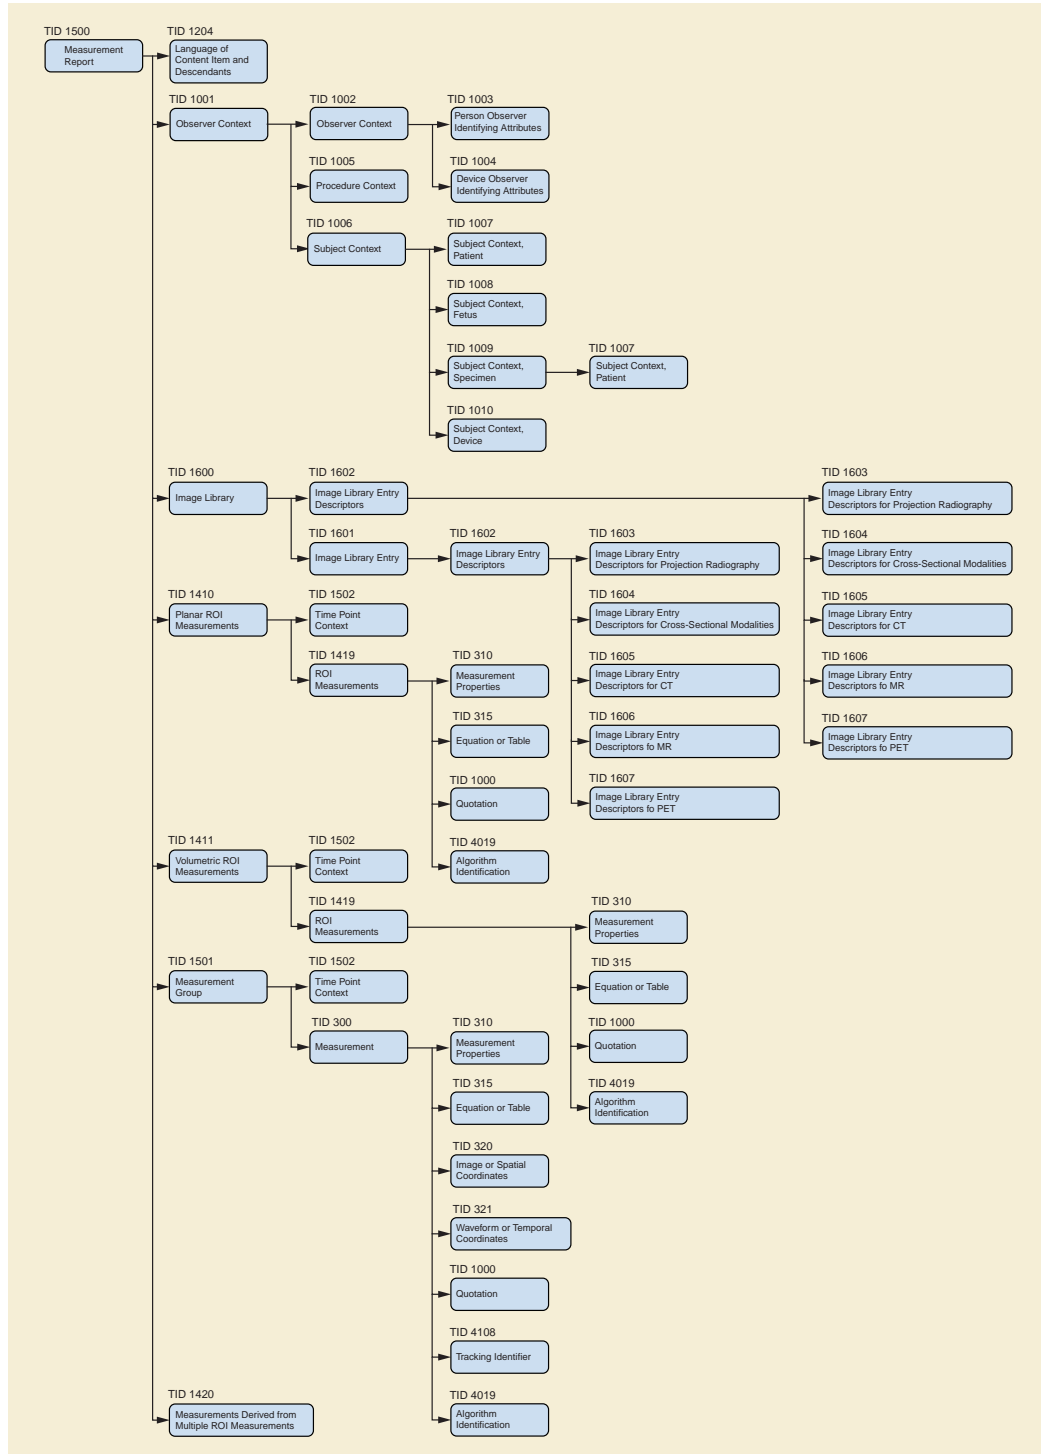 TID 1500
Measurement
Report
TID 1204
Language of
Content Item and
Descendants
TID 1001
Observer Context
TID 1002
Observer Context
TID 1003
Person Observer
Identifying Attributes
TID 1004
Device Observer
Identifying Attributes
TID 1005
Procedure Context
TID 1006
Subject Context
TID 1007
Subject Context,
Patient
TID 1008
Subject Context,
Fetus
TID 1009
Subject Context,
Specimen
TID 1007
Subject Context,
Patient
TID 1010
Subject Context,
Device
TID 1600
Image Library
TID 1602
Image Library Entry
Descriptors
TID 1603
Image Library Entry
Descriptors for Projection Radiography
TID 1604
Image Library Entry
Descriptors for Cross-Sectional Modalities
TID 1605
Image Library Entry
Descriptors for CT
TID 1606
Image Library Entry
Descriptors fo MR
TID 1607
Image Library Entry
Descriptors fo PET
TID 1601
Image Library Entry
TID 1602
Image Library Entry
Descriptors
TID 1603
Image Library Entry
Descriptors for Projection Radiography
TID 1604
Image Library Entry
Descriptors for Cross-Sectional Modalities
TID 1605
Image Library Entry
Descriptors for CT
TID 1606
Image Library Entry
Descriptors fo MR
TID 1607
Image Library Entry
Descriptors fo PET
TID 1410
Planar ROI
Measurements
TID 1502
Time Point
Context
TID 1419
ROI
Measurements
TID 310
Measurement
Properties
TID 315
Equation or Table
TID 1000
Quotation
TID 4019
Algorithm
Identification
TID 1411
Volumetric ROI
Measurements
TID 1502
Time Point
Context
TID 1419
ROI
Measurements
TID 310
Measurement
Properties
TID 315
Equation or Table
TID 1000
Quotation
TID 4019
Algorithm
Identification
TID 1501
Measurement
Group
TID 1502
Time Point
Context
TID 300
Measurement
TID 310
Measurement
Properties
TID 315
Equation or Table
TID 320
Image or Spatial
Coordinates
TID 321
Waveform or Temporal
Coordinates
TID 1000
Quotation
TID 4108
Tracking Identifier
TID 4019
Algorithm
Identification
TID 1420
Measurements Derived from
Multiple ROI Measurements